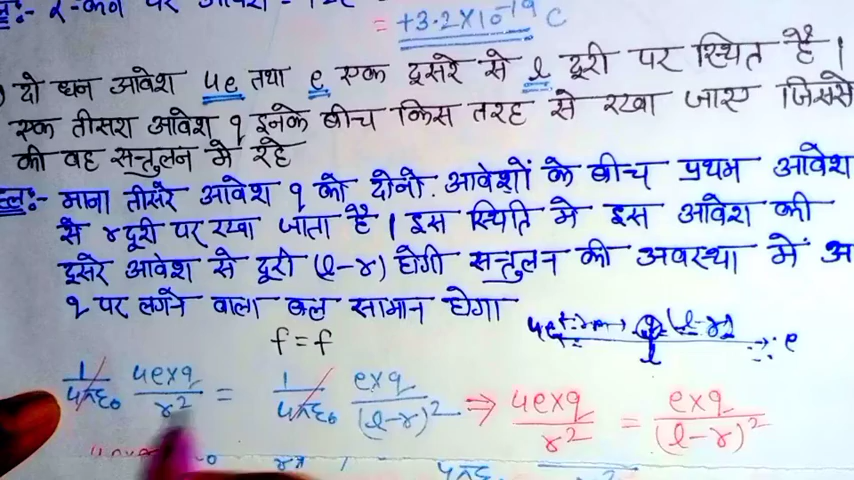 = +3.2×10⁻¹⁹ C
दो धन आवेश 4e तथा e एक दूसरे से l दूरी पर स्थित है।
एक तीसरा आवेश q इनके बीच किस तरह से रखा जाए जिससे
की वह सन्तुलन में रहे
माना तीसरे आवेश q को दोनो आवेशों के बीच प्रथम आवेश
से r दूरी पर रखा जाता है। इस स्थिति मे इस आवेश की
दूसरे आवेश से दूरी (l-r) होगी सन्तुलन की अवस्था में अ
q पर लगने वाला बल सामान होगा
f = f
4e q (l-r) e
1/4πε₀ 4e×q/r² = 1/4πε₀ e×q/(l-r)² ⇒ 4e×q/r² = e×q/(l-r)²